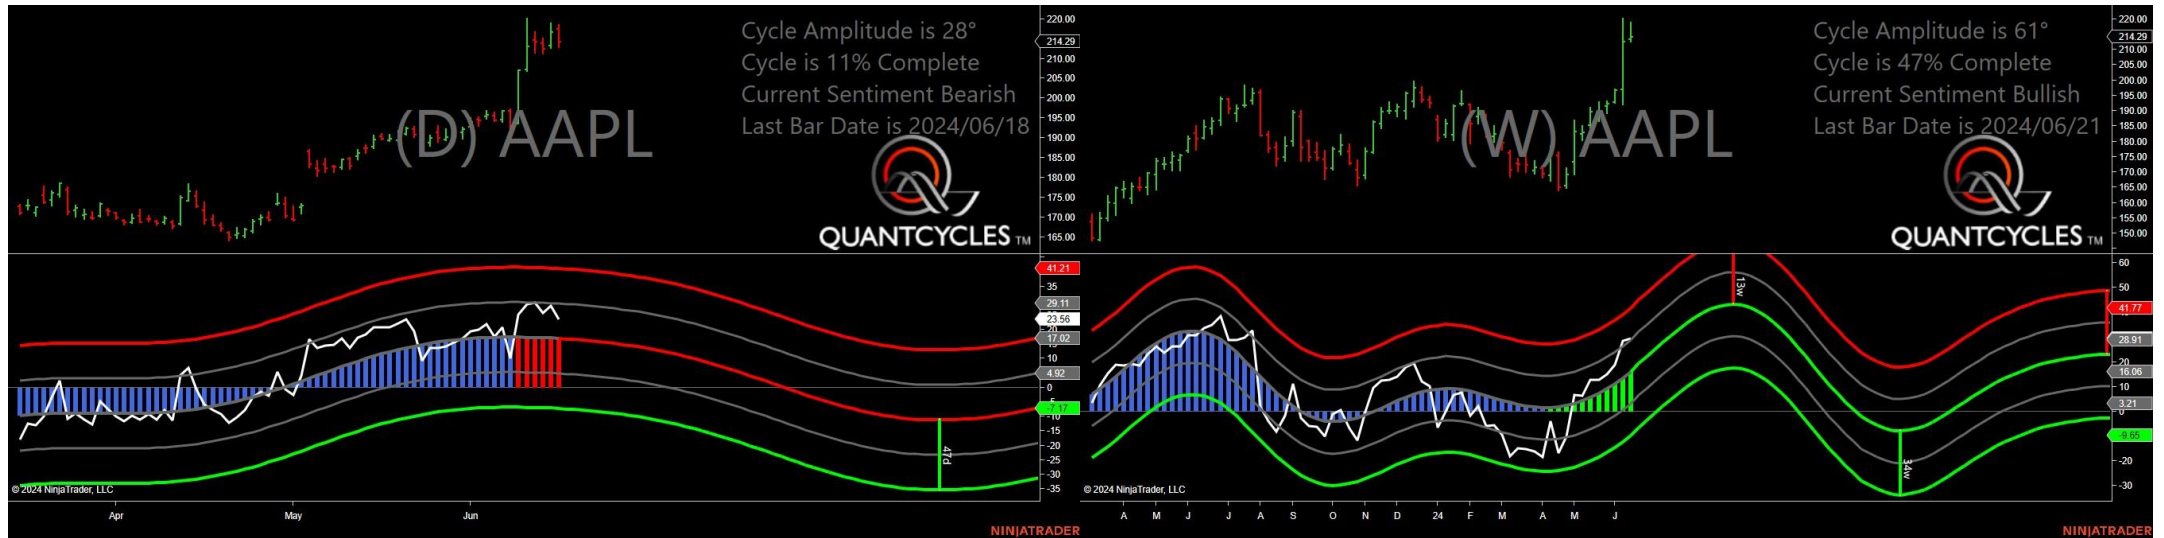 Cycle Amplitude is 28°
Cycle is 11% Complete
Current Sentiment Bearish
Last Bar Date is 2024/06/18
(D) AAPL
QUANTCYCLES TM
220.00
214.29
210.00
205.00
200.00
195.00
190.00
185.00
180.00
175.00
170.00
165.00
41.21
35
29.11
23.56
20
17.02
15
10
4.92
0
-5
-7.17
-10
-15
-20
-25
-30
-35
47d
© 2024 NinjaTrader, LLC
Apr May Jun
NINJATRADER
Cycle Amplitude is 61°
Cycle is 47% Complete
Current Sentiment Bullish
Last Bar Date is 2024/06/21
(W) AAPL
QUANTCYCLES TM
220.00
214.29
210.00
205.00
200.00
195.00
190.00
185.00
180.00
175.00
170.00
165.00
160.00
155.00
150.00
13w
60
50
41.77
28.91
20
16.06
10
3.21
0
-9.65
-20
-30
34w
© 2024 NinjaTrader, LLC
A M J J A S O N D 24 F M A M J
NINJATRADER